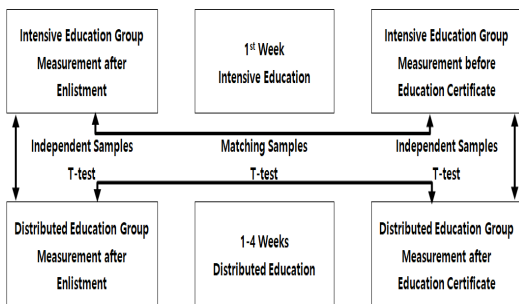 Intensive Education Group
Measurement after
Enlistment
1st Week
Intensive Education
Intensive Education Group
Measurement before
Education Certificate
Independent Samples
T-test
Matching Samples
T-test
Independent Samples
T-test
Distributed Education Group
Measurement after
Enlistment
1-4 Weeks
Distributed Education
Distributed Education Group
Measurement after
Education Certificate